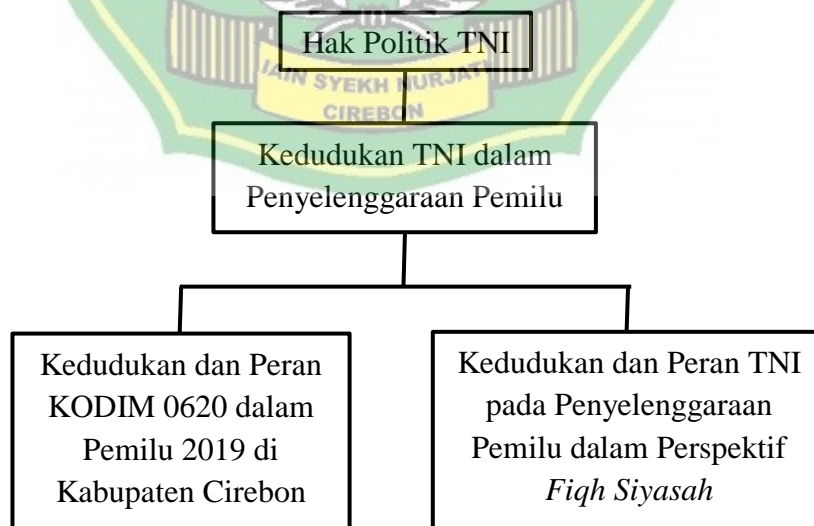 Hak Politik TNI
IAIN SYEKH NURJATI
CIREBON
Kedudukan TNI dalam
Penyelenggaraan Pemilu
Kedudukan dan Peran
KODIM 0620 dalam
Pemilu 2019 di
Kabupaten Cirebon
Kedudukan dan Peran TNI
pada Penyelenggaraan
Pemilu dalam Perspektif
Fiqh Siyasah